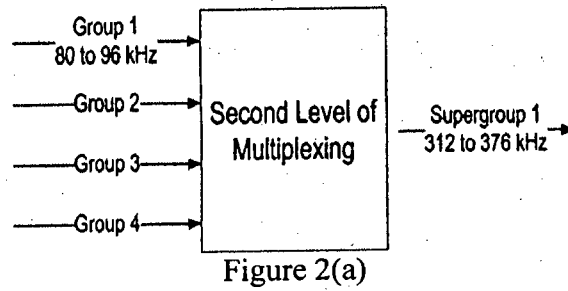 Group 1
80 to 96 kHz
Group 2
Group 3
Group 4
Second Level of
Multiplexing
Supergroup 1
312 to 376 kHz
Figure 2(a)